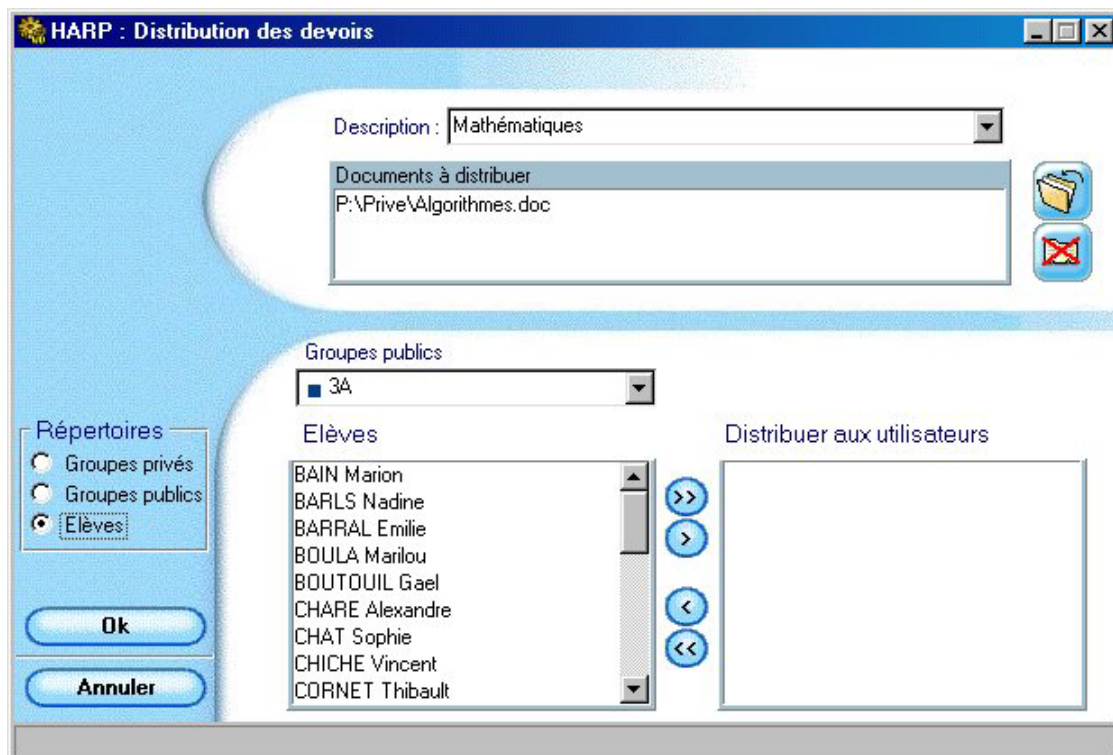 HARP : Distribution des devoirs
Description : Mathématiques
Documents à distribuer
P:\Prive\Algorithmes.doc
Groupes publics
3A
Répertoires
Groupes privés
Groupes publics
Elèves
Ok
Annuler
Elèves
BAIN Marion
BARLS Nadine
BARRAL Emilie
BOULA Marilou
BOUTOUIL Gael
CHARE Alexandre
CHAT Sophie
CHICHE Vincent
CORNET Thibault
>>
>
<
<<
Distribuer aux utilisateurs